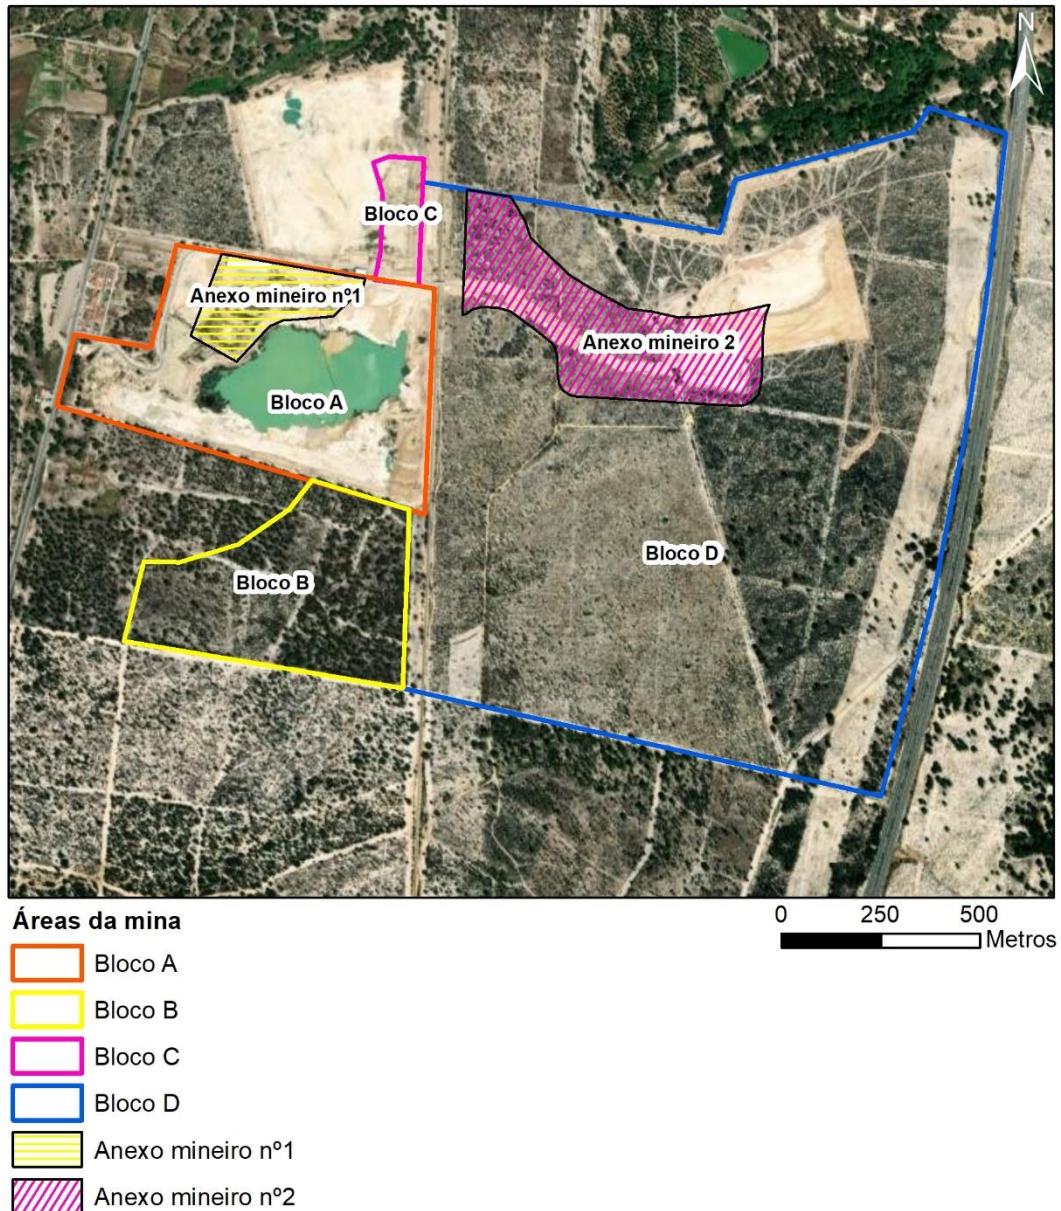 N
Bloco C
Anexo mineiro nº1
Anexo mineiro 2
Bloco A
Bloco D
Bloco B
Áreas da mina
0 250 500
Metros
Bloco A
Bloco B
Bloco C
Bloco D
Anexo mineiro nº1
Anexo mineiro nº2